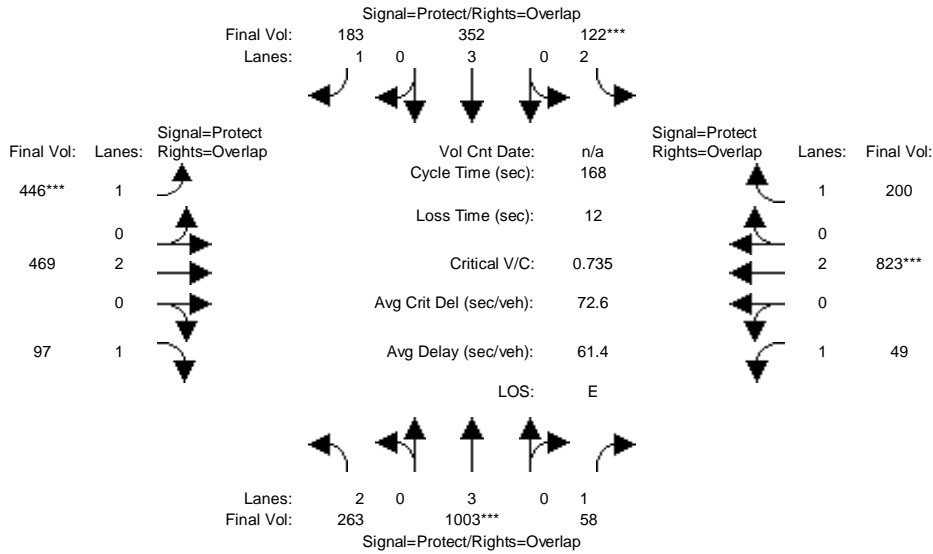 Signal=Protect/Rights=Overlap
Final Vol: 183 352 122***
Lanes: 1 0 3 0 2
Signal=Protect
Final Vol: Lanes: Rights=Overlap
Vol Cnt Date: n/a
Signal=Protect
Rights=Overlap Lanes: Final Vol:
Cycle Time (sec): 168
446*** 1
1 200
Loss Time (sec): 12
0
0
469 2
Critical V/C: 0.735
2 823***
0
Avg Crit Del (sec/veh): 72.6
0
97 1
Avg Delay (sec/veh): 61.4
1 49
LOS: E
Lanes: 2 0 3 0 1
Final Vol: 263 1003*** 58
Signal=Protect/Rights=Overlap